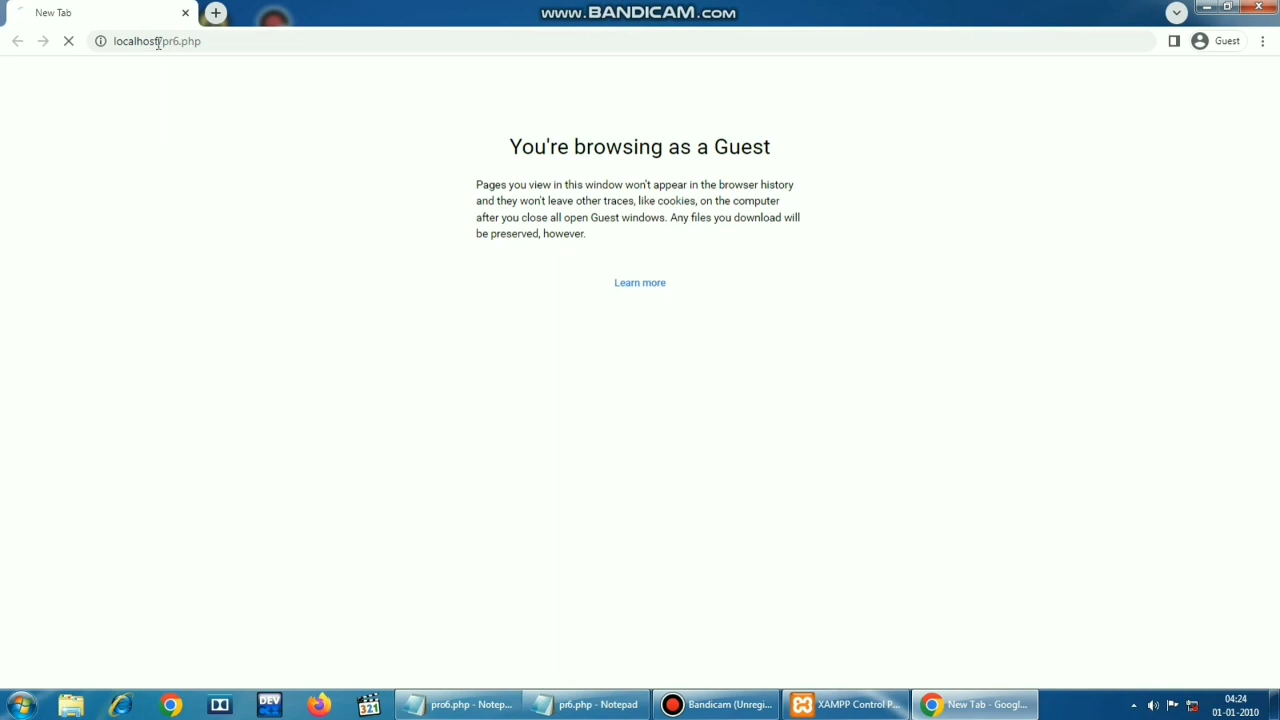 www.BANDICAM.com
New Tab
localhost/pr6.php
Guest
You're browsing as a Guest
Pages you view in this window won't appear in the browser history
and they won't leave other traces, like cookies, on the computer
after you close all open Guest windows. Any files you download will
be preserved, however.
Learn more
DEV
321
pro6.php - Notep...
pr6.php - Notepad
Bandicam (Unregi...
XAMPP Control P...
New Tab - Googl...
04:24
01-01-2010